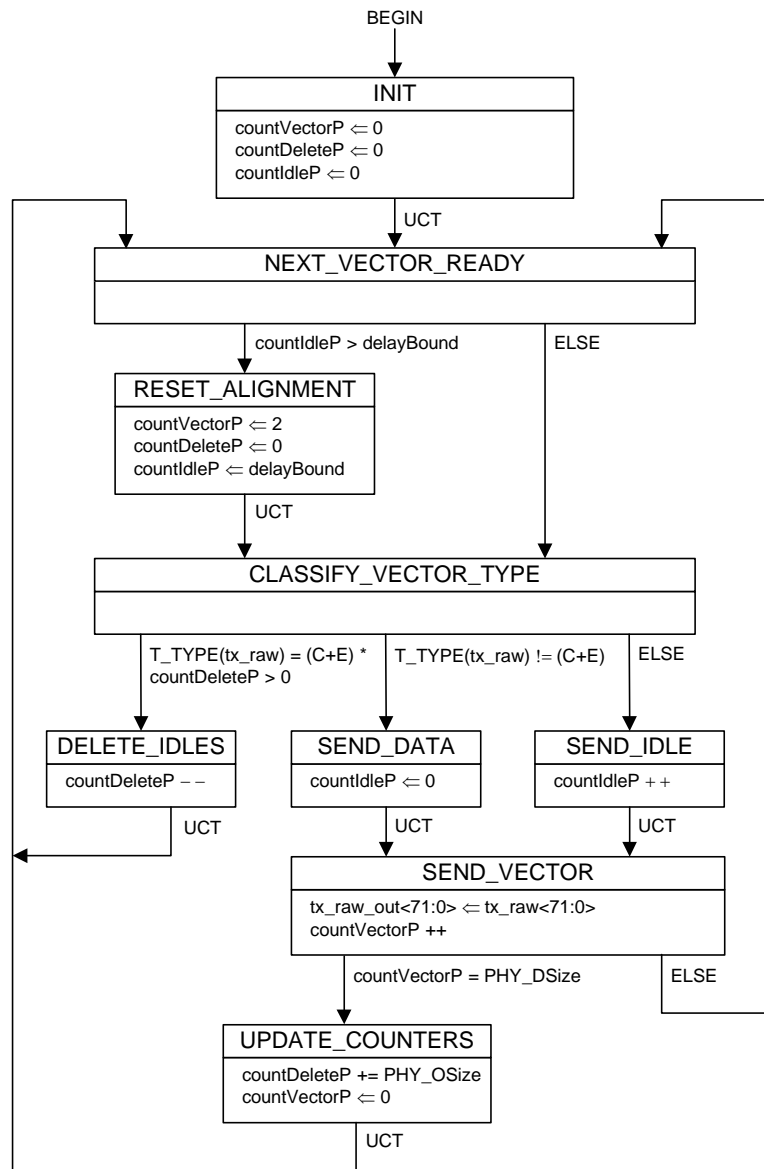 BEGIN
INIT
countVectorP ⇐ 0
countDeleteP ⇐ 0
countIdleP ⇐ 0
UCT
NEXT_VECTOR_READY
countIdleP > delayBound
ELSE
RESET_ALIGNMENT
countVectorP ⇐ 2
countDeleteP ⇐ 0
countIdleP ⇐ delayBound
UCT
CLASSIFY_VECTOR_TYPE
T_TYPE(tx_raw) = (C+E) *
countDeleteP > 0
T_TYPE(tx_raw) != (C+E)
ELSE
DELETE_IDLES
countDeleteP − −
UCT
SEND_DATA
countIdleP ⇐ 0
UCT
SEND_IDLE
countIdleP + +
UCT
SEND_VECTOR
tx_raw_out<71:0> ⇐ tx_raw<71:0>
countVectorP ++
countVectorP = PHY_DSize
ELSE
UPDATE_COUNTERS
countDeleteP += PHY_OSize
countVectorP ⇐ 0
UCT